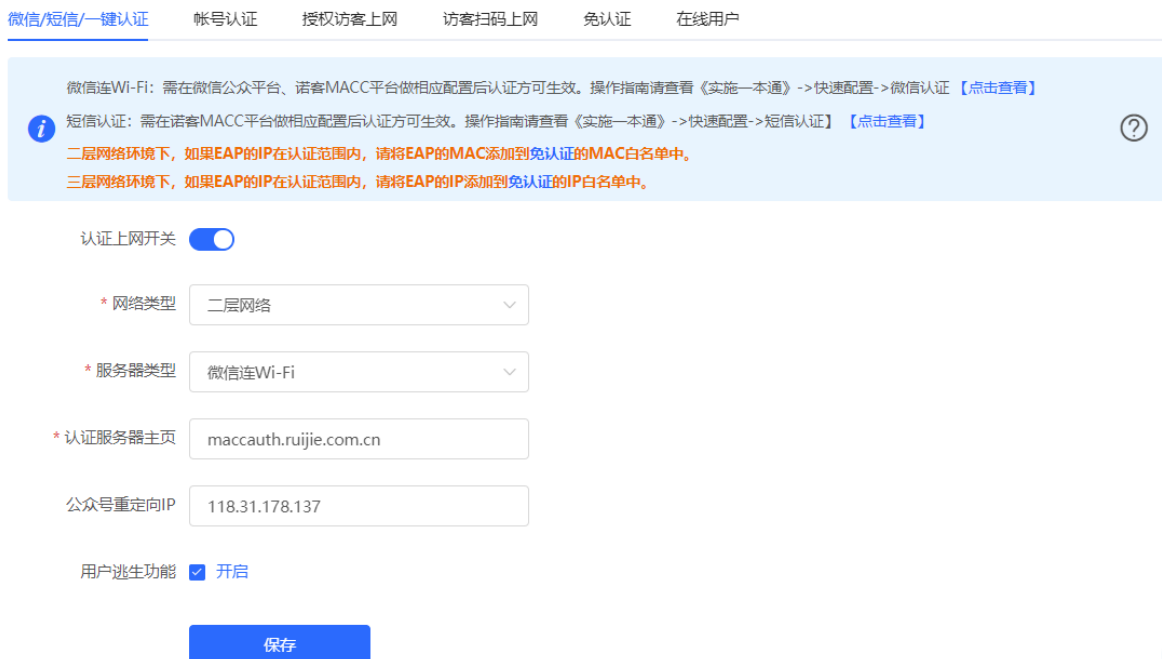 微信/短信/一键认证 帐号认证 授权访客上网 访客扫码上网 免认证 在线用户
微信连Wi-Fi：需在微信公众平台、诺客MACC平台做相应配置后认证方可生效。操作指南请查看《实施一本通》->快速配置->微信认证 【点击查看】
短信认证：需在诺客MACC平台做相应配置后认证方可生效。操作指南请查看《实施一本通》->快速配置->短信认证】 【点击查看】
二层网络环境下，如果EAP的IP在认证范围内，请将EAP的MAC添加到免认证的MAC白名单中。
三层网络环境下，如果EAP的IP在认证范围内，请将EAP的IP添加到免认证的IP白名单中。
认证上网开关
* 网络类型 二层网络
* 服务器类型 微信连Wi-Fi
* 认证服务器主页 maccauth.ruijie.com.cn
公众号重定向IP 118.31.178.137
用户逃生功能 开启
保存